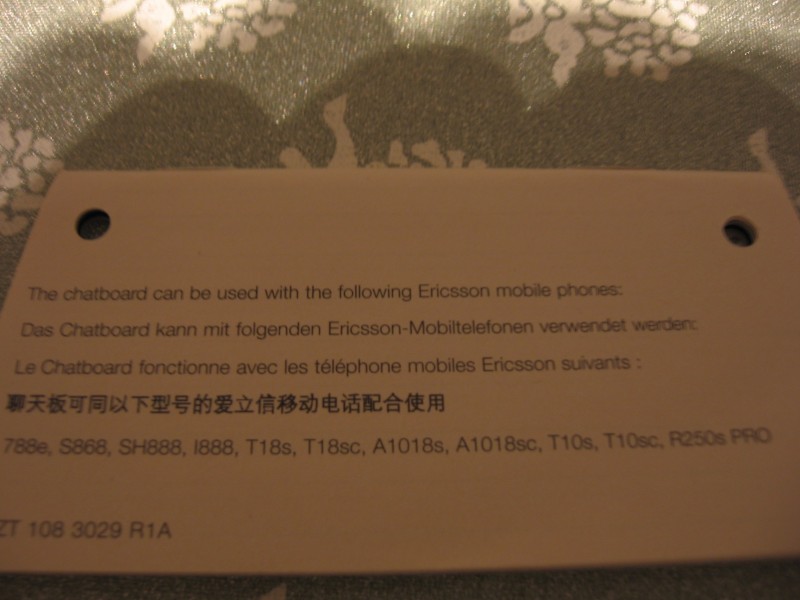 The chatboard can be used with the following Ericsson mobile phones:
Das Chatboard kann mit folgenden Ericsson-Mobiltelefonen verwendet werden:
Le Chatboard fonctionne avec les téléphone mobiles Ericsson suivants :
聊天板可同以下型号的爱立信移动电话配合使用
788e, S868, SH888, I888, T18s, T18sc, A1018s, A1018sc, T10s, T10sc, R250s PRO
ZT 108 3029 R1A